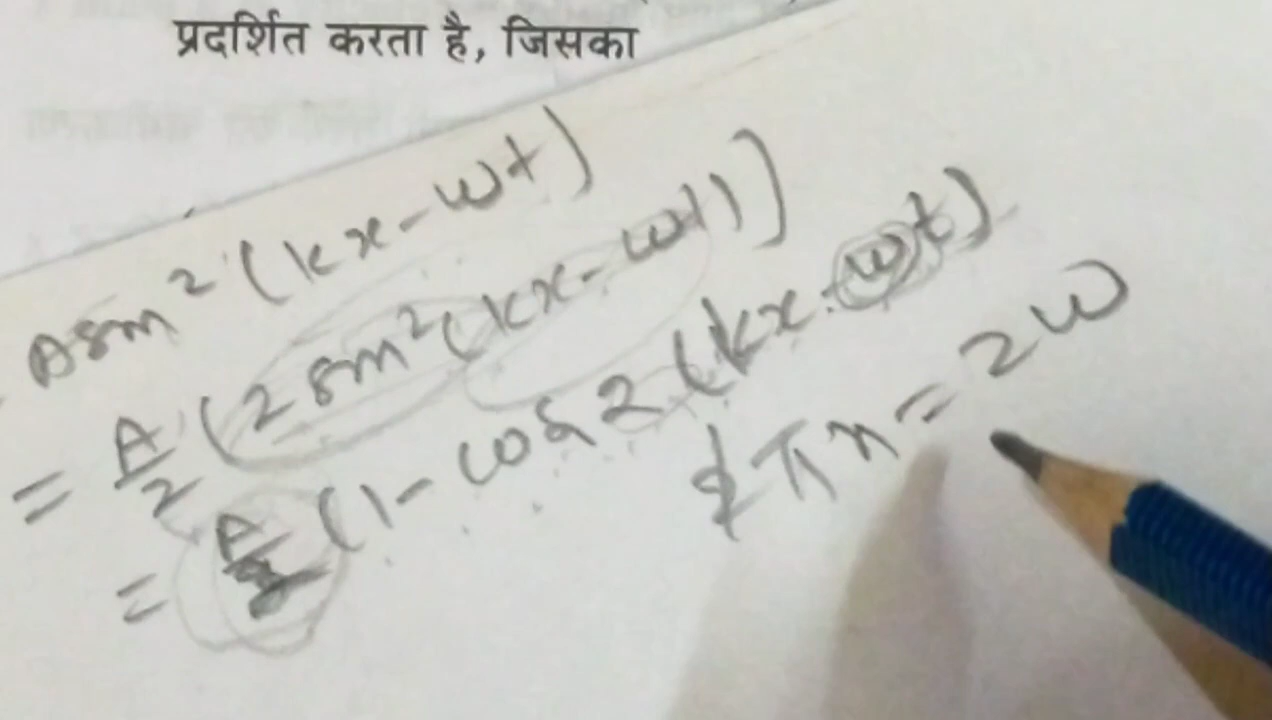 प्रदर्शित करता है, जिसका
A sin² (kx - ωt)
= A/2 (2 sin² (kx - ωt))]
= A/2 (1 - cos 2 (kx - ωt)
2πn = 2ω